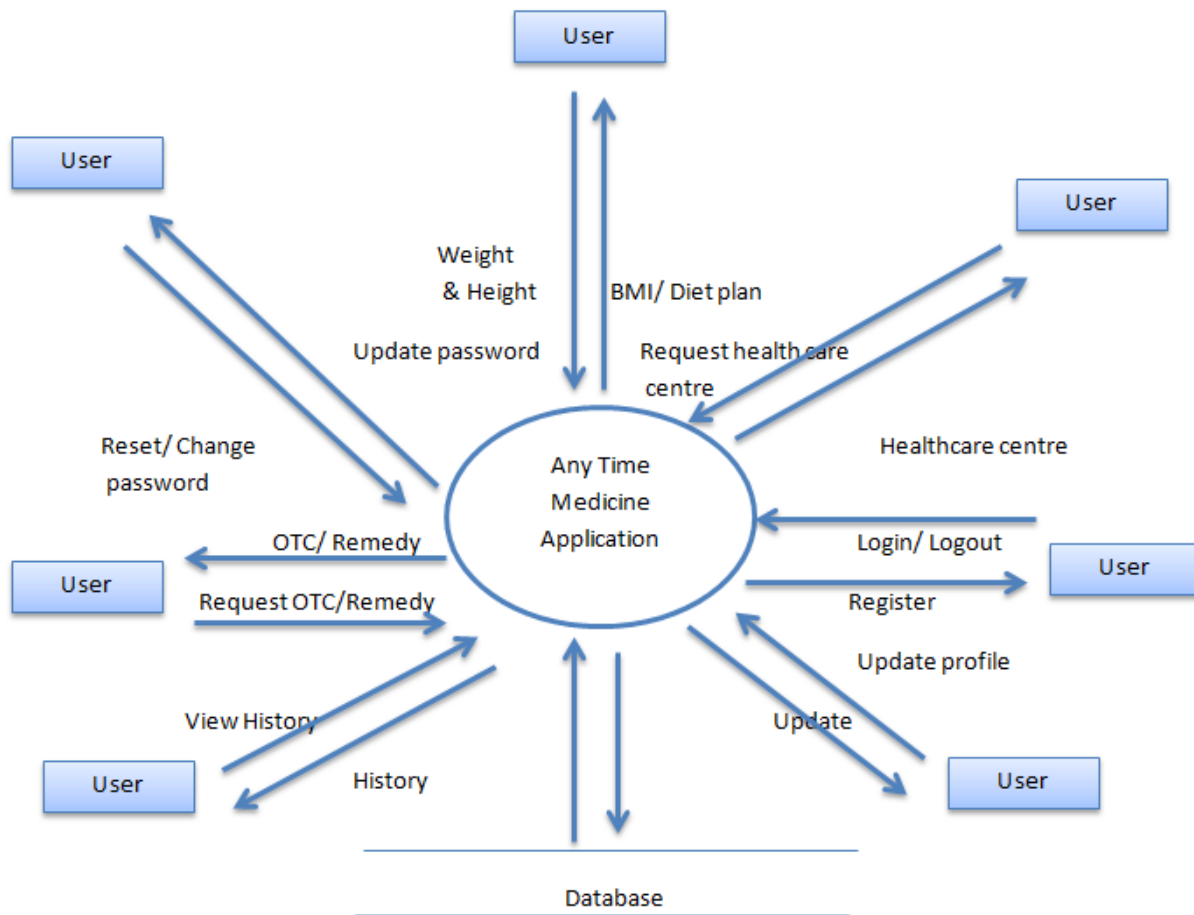 User
User
User
Weight
& Height
BMI/ Diet plan
Update password
Request health care
centre
Reset/ Change
password
Healthcare centre
Any Time
Medicine
Application
OTC/ Remedy
Login/ Logout
User
User
Request OTC/Remedy
Register
Update profile
View History
Update
User
History
User
Database